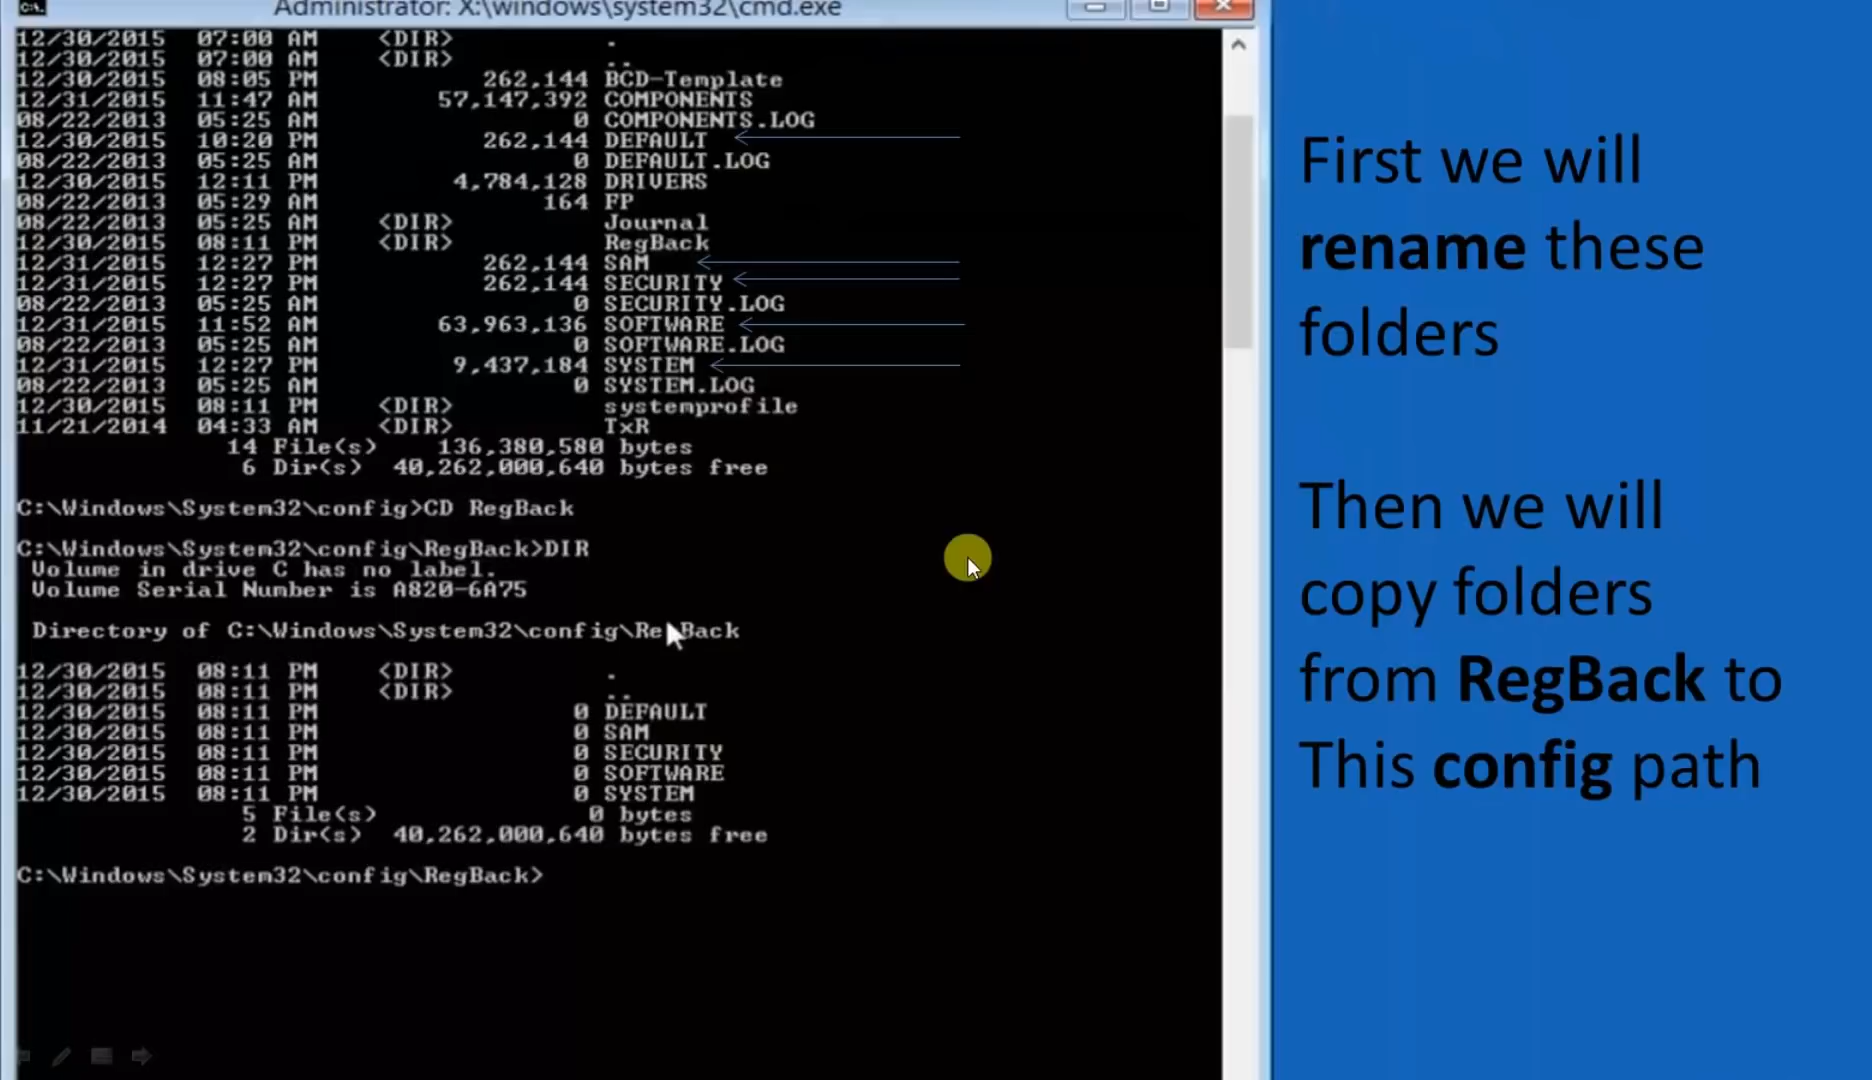 Administrator: X:\windows\system32\cmd.exe
12/30/2015 07:00 AM <DIR> .
12/30/2015 07:00 AM <DIR> ..
12/30/2015 08:05 PM 262,144 BCD-Template
12/31/2015 11:47 AM 57,147,392 COMPONENTS
08/22/2013 05:25 AM 0 COMPONENTS.LOG
12/30/2015 10:20 PM 262,144 DEFAULT
08/22/2013 05:25 AM 0 DEFAULT.LOG
12/30/2015 12:11 PM 4,784,128 DRIVERS
08/22/2013 05:29 AM 164 FP
08/22/2013 05:25 AM <DIR> Journal
12/30/2015 08:11 PM <DIR> RegBack
12/31/2015 12:27 PM 262,144 SAM
12/31/2015 12:27 PM 262,144 SECURITY
08/22/2013 05:25 AM 0 SECURITY.LOG
12/31/2015 11:52 AM 63,963,136 SOFTWARE
08/22/2013 05:25 AM 0 SOFTWARE.LOG
12/31/2015 12:27 PM 9,437,184 SYSTEM
08/22/2013 05:25 AM 0 SYSTEM.LOG
12/30/2015 08:11 PM <DIR> systemprofile
11/21/2014 04:33 AM <DIR> TxR
14 File(s) 136,380,580 bytes
6 Dir(s) 40,262,000,640 bytes free
C:\Windows\System32\config>CD RegBack
C:\Windows\System32\config\RegBack>DIR
Volume in drive C has no label.
Volume Serial Number is A820-6A75
Directory of C:\Windows\System32\config\RegBack
12/30/2015 08:11 PM <DIR> .
12/30/2015 08:11 PM <DIR> ..
12/30/2015 08:11 PM 0 DEFAULT
12/30/2015 08:11 PM 0 SAM
12/30/2015 08:11 PM 0 SECURITY
12/30/2015 08:11 PM 0 SOFTWARE
12/30/2015 08:11 PM 0 SYSTEM
5 File(s) 0 bytes
2 Dir(s) 40,262,000,640 bytes free
C:\Windows\System32\config\RegBack>
First we will
rename these
folders
Then we will
copy folders
from RegBack to
This config path